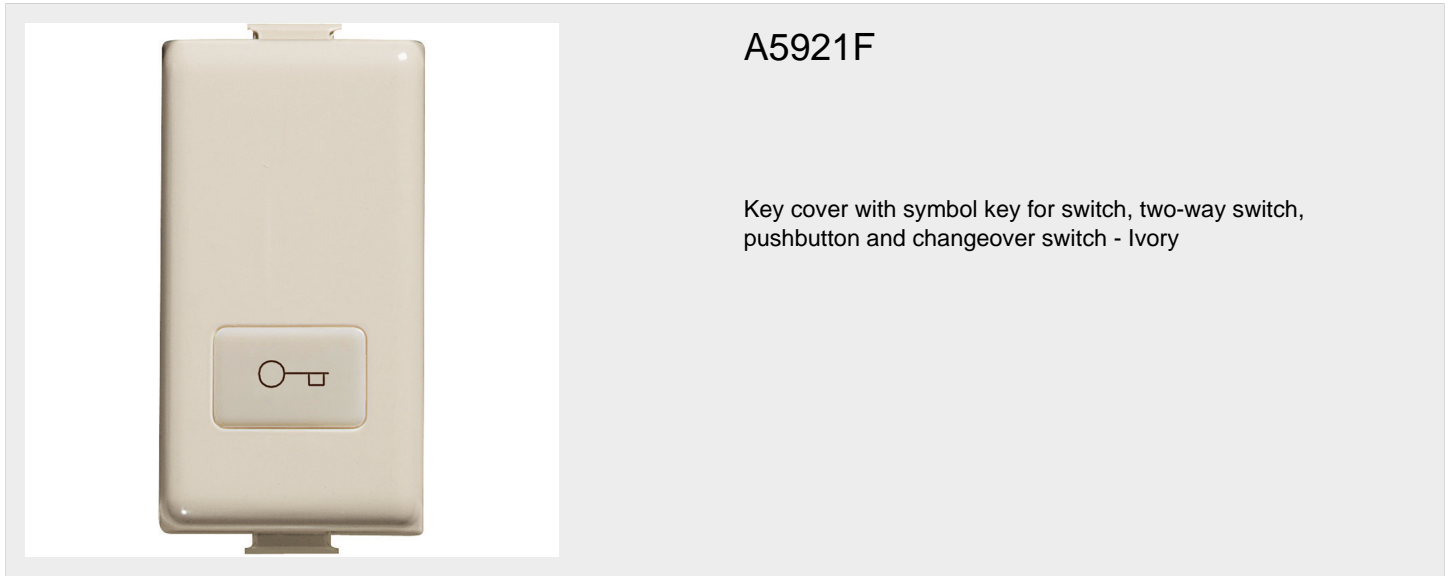 A5921F
Key cover with symbol key for switch, two-way switch,
pushbutton and changeover switch - Ivory